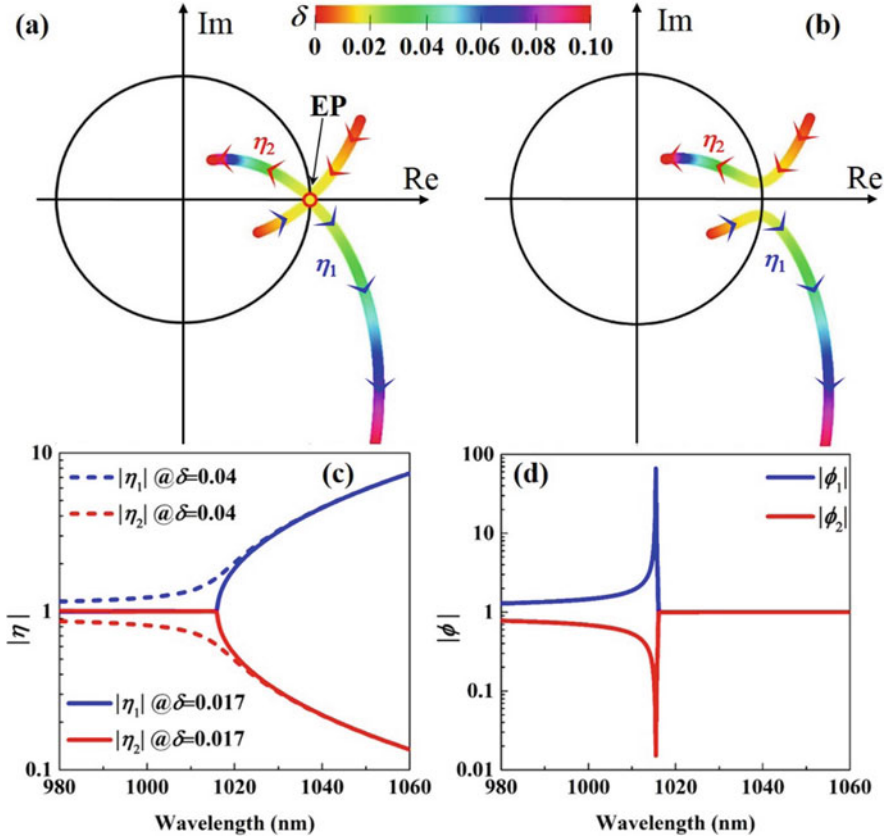 (a)
Im
δ
0 0.02 0.04 0.06 0.08 0.10
Im
(b)
EP
η2
Re
η1
η2
Re
η1
10
1
0.1
|η|
(c)
|η1| @δ=0.04
|η2| @δ=0.04
|η1| @δ=0.017
|η2| @δ=0.017
980 1000 1020 1040 1060
Wavelength (nm)
100
10
1
0.1
0.01
|ϕ|
(d)
|ϕ1|
|ϕ2|
980 1000 1020 1040 1060
Wavelength (nm)